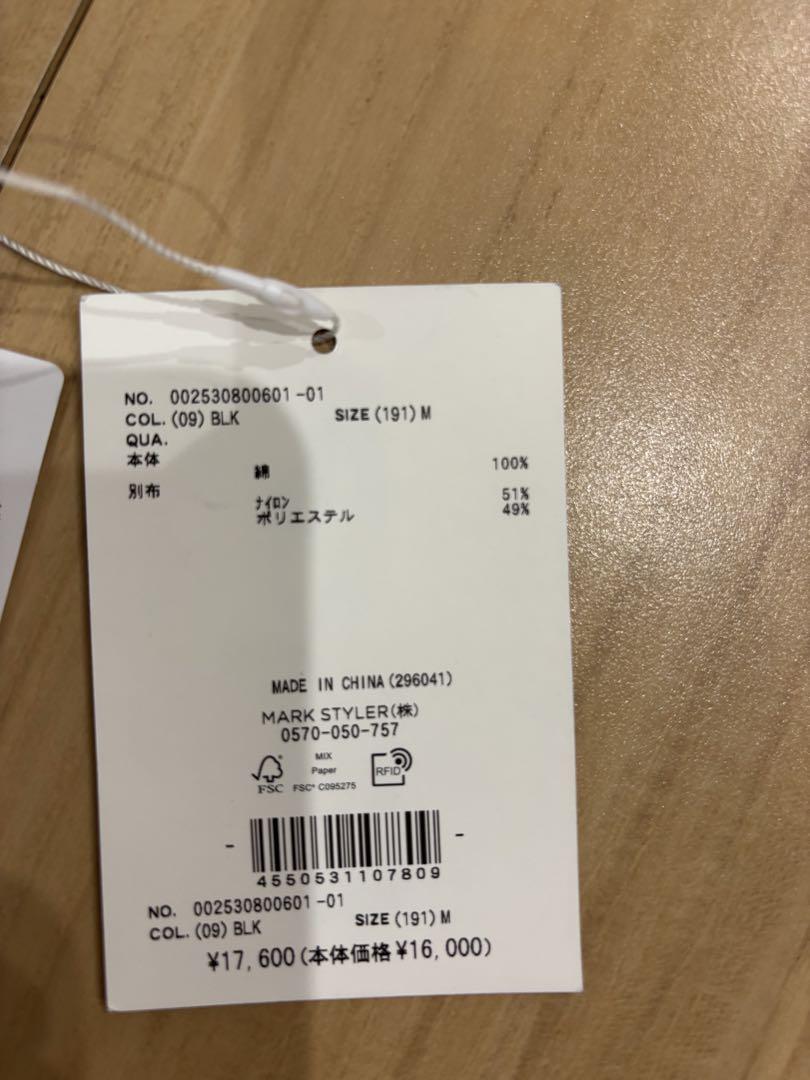 NO. 002530800601-01
COL.(09) BLK SIZE(191) M
QUA.
本体
綿 100%
別布
ﾅｲﾛﾝ 51%
ポリエステル 49%
MADE IN CHINA(296041)
MARK STYLER(株)
0570-050-757
MIX
Paper
FSC FSC® C095275
RFID
4550531107809
NO. 002530800601-01
COL.(09) BLK SIZE(191) M
¥17,600(本体価格¥16,000)